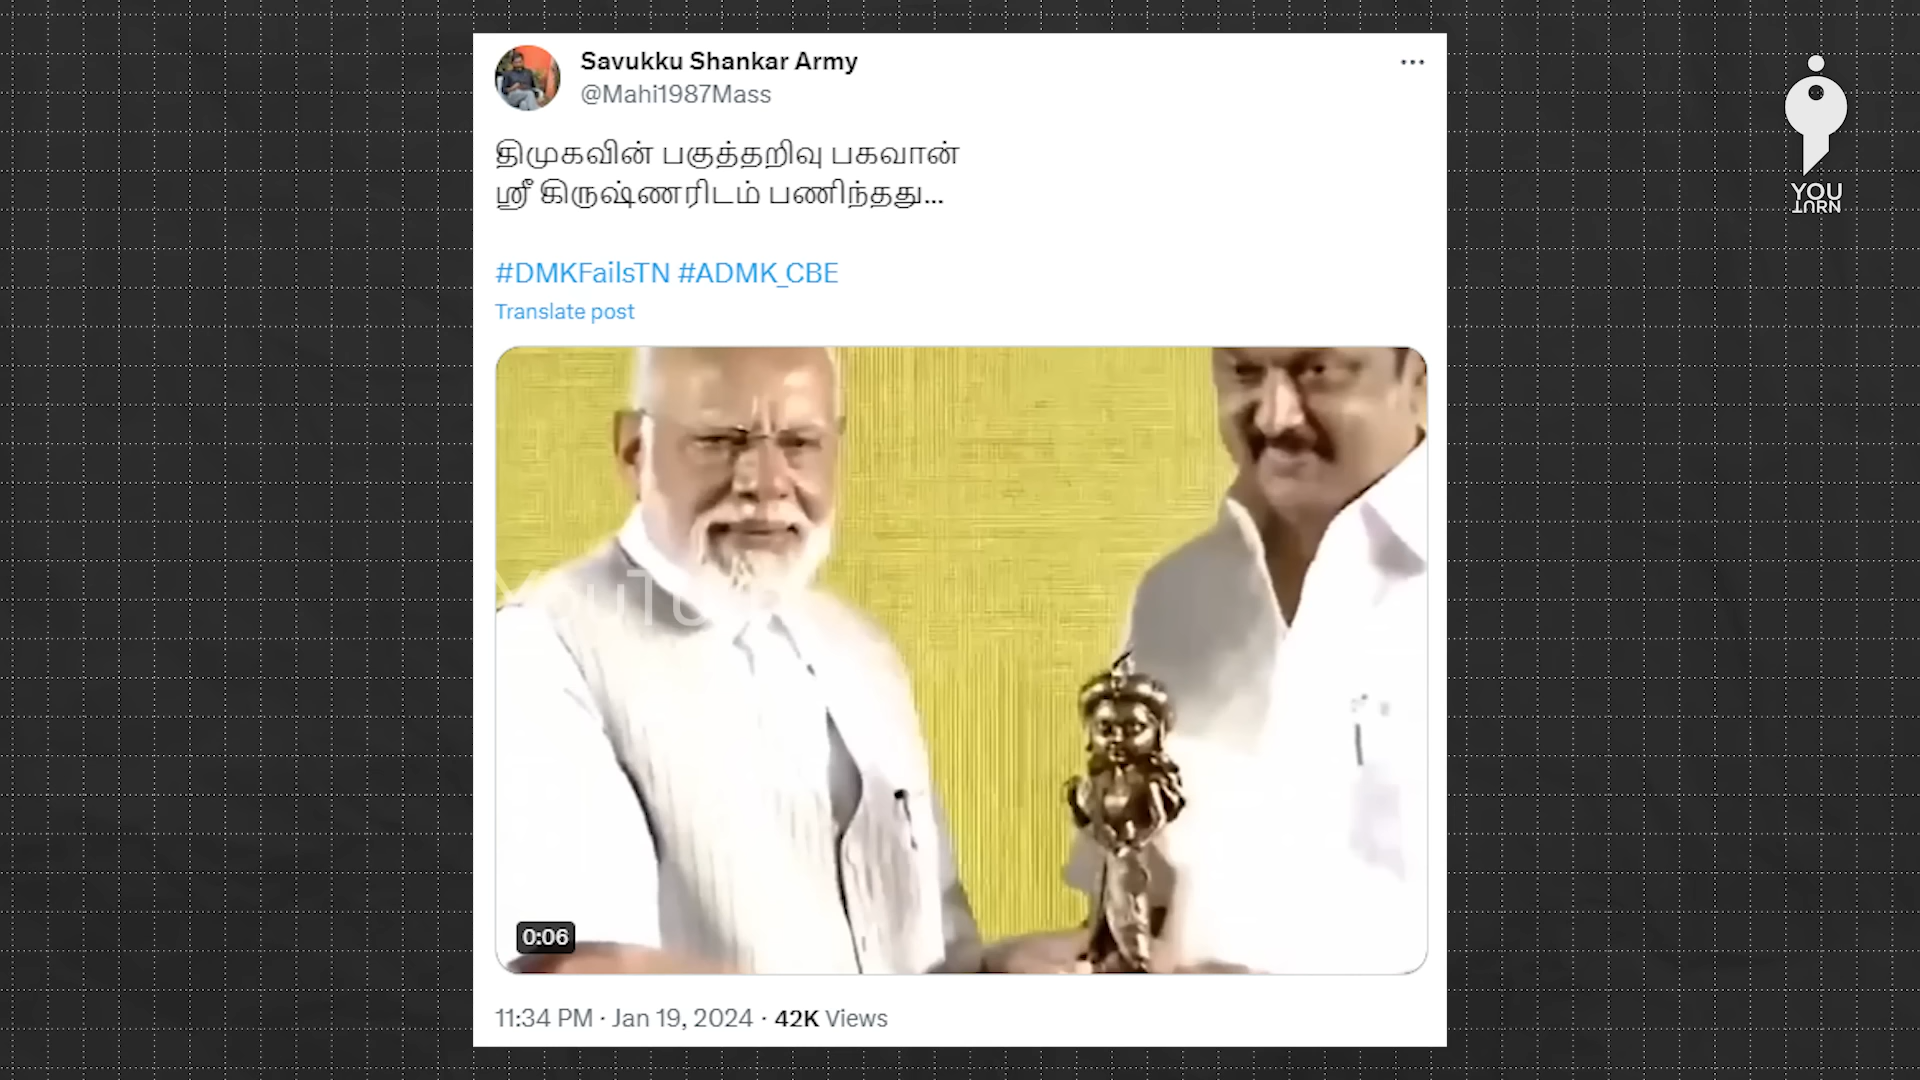 Savukku Shankar Army
@Mahi1987Mass
திமுகவின் பகுத்தறிவு பகவான்
ஸ்ரீ கிருஷ்ணரிடம் பணிந்தது...
#DMKFailsTN #ADMK_CBE
Translate post
0:06
11:34 PM · Jan 19, 2024 · 42K Views
YOU
TURN